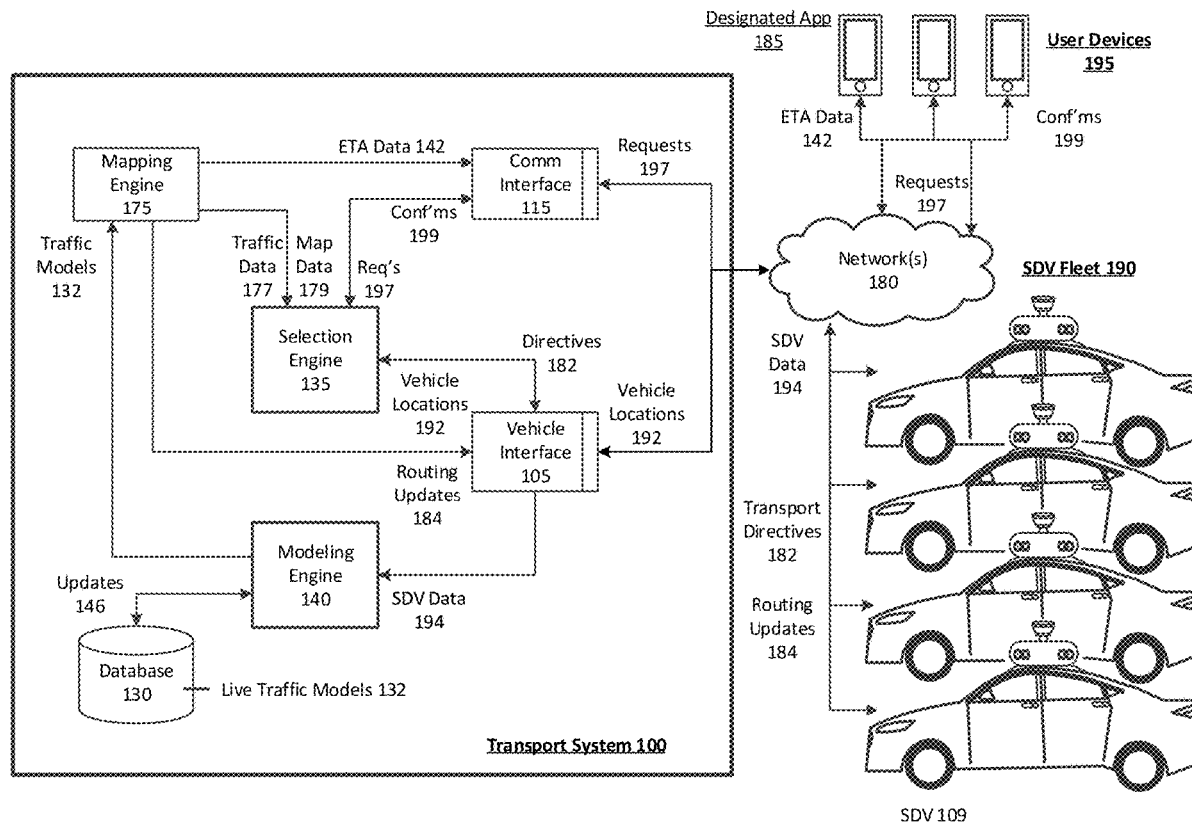 Designated App
185
User Devices
195
ETA Data
142
Conf'ms
199
Requests
197
Network(s)
180
SDV Fleet 190
SDV
Data
194
Transport
Directives
182
Routing
Updates
184
SDV 109
Mapping
Engine
175
ETA Data 142
Comm
Interface
115
Requests
197
Conf'ms
199
Traffic
Models
132
Traffic
Data
177
Map
Data
179
Req's
197
Selection
Engine
135
Directives
182
Vehicle
Locations
192
Vehicle
Locations
192
Vehicle
Interface
105
Routing
Updates
184
Modeling
Engine
140
SDV Data
194
Updates
146
Database
130
Live Traffic Models 132
Transport System 100